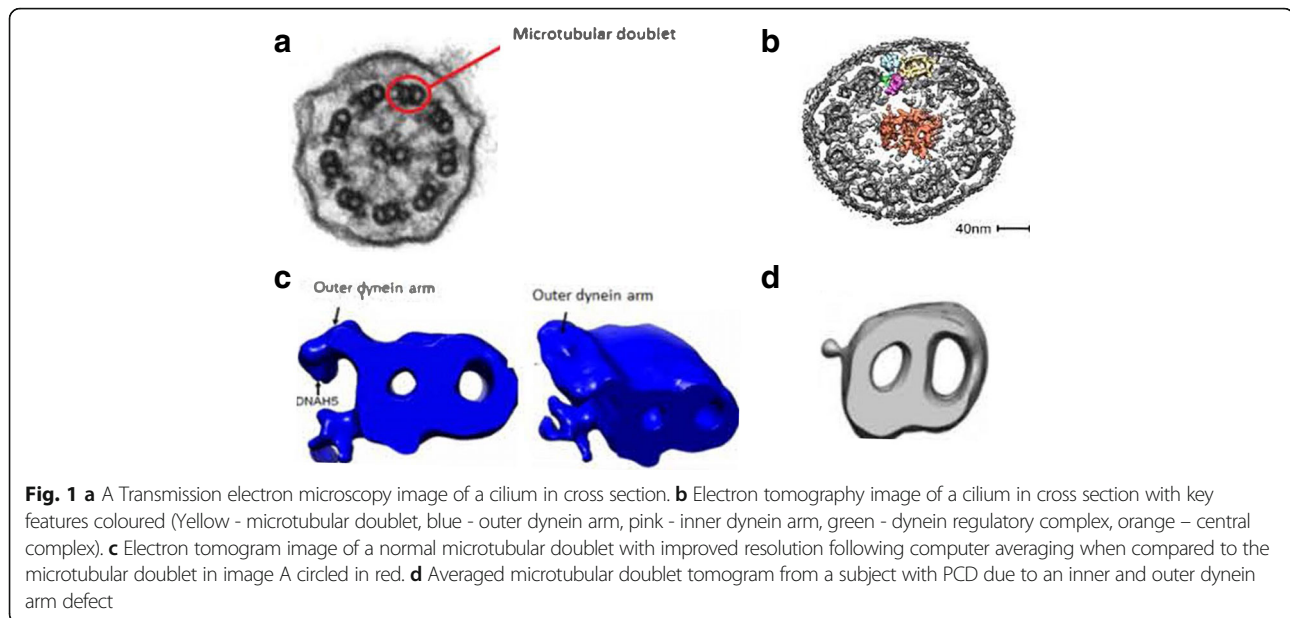 a
Microtubular doublet
b
40nm
c
Outer dynein arm
Outer dynein arm
DNAH5
d
Fig. 1 a A Transmission electron microscopy image of a cilium in cross section. b Electron tomography image of a cilium in cross section with key
features coloured (Yellow - microtubular doublet, blue - outer dynein arm, pink - inner dynein arm, green - dynein regulatory complex, orange – central
complex). c Electron tomogram image of a normal microtubular doublet with improved resolution following computer averaging when compared to the
microtubular doublet in image A circled in red. d Averaged microtubular doublet tomogram from a subject with PCD due to an inner and outer dynein
arm defect